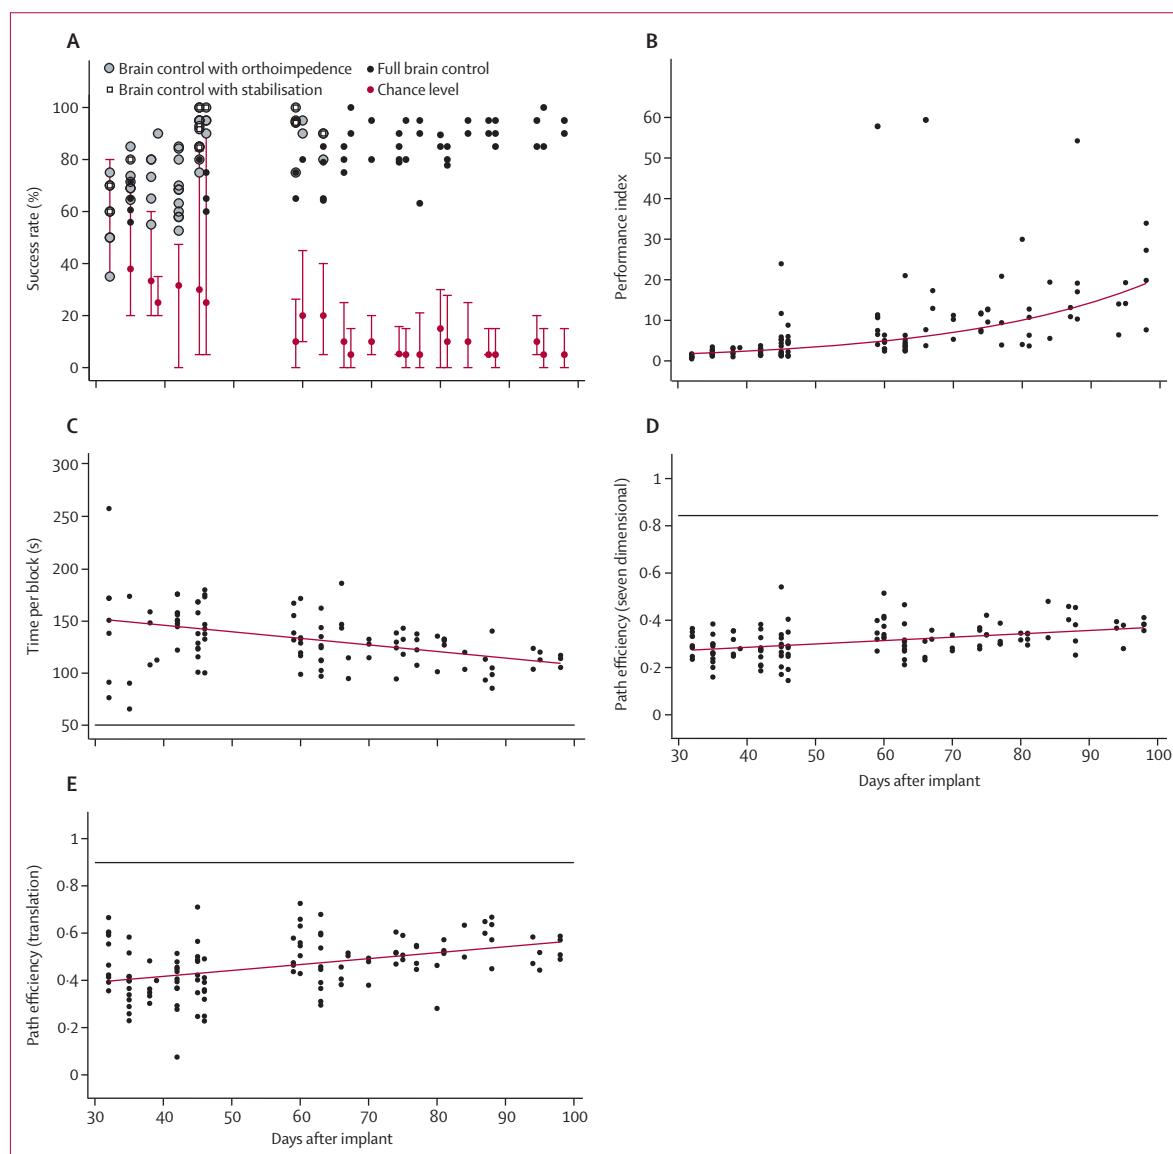 A
Brain control with orthoimpedence
Full brain control
Brain control with stabilisation
Chance level
100
80
60
40
20
0
Success rate (%)
B
60
50
40
30
20
10
0
Performance index
C
300
250
200
150
100
50
Time per block (s)
D
1
0·8
0·6
0·4
0·2
0
Path efficiency (seven dimensional)
30 40 50 60 70 80 90 100
Days after implant
E
1
0·8
0·6
0·4
0·2
0
Path efficiency (translation)
30 40 50 60 70 80 90 100
Days after implant